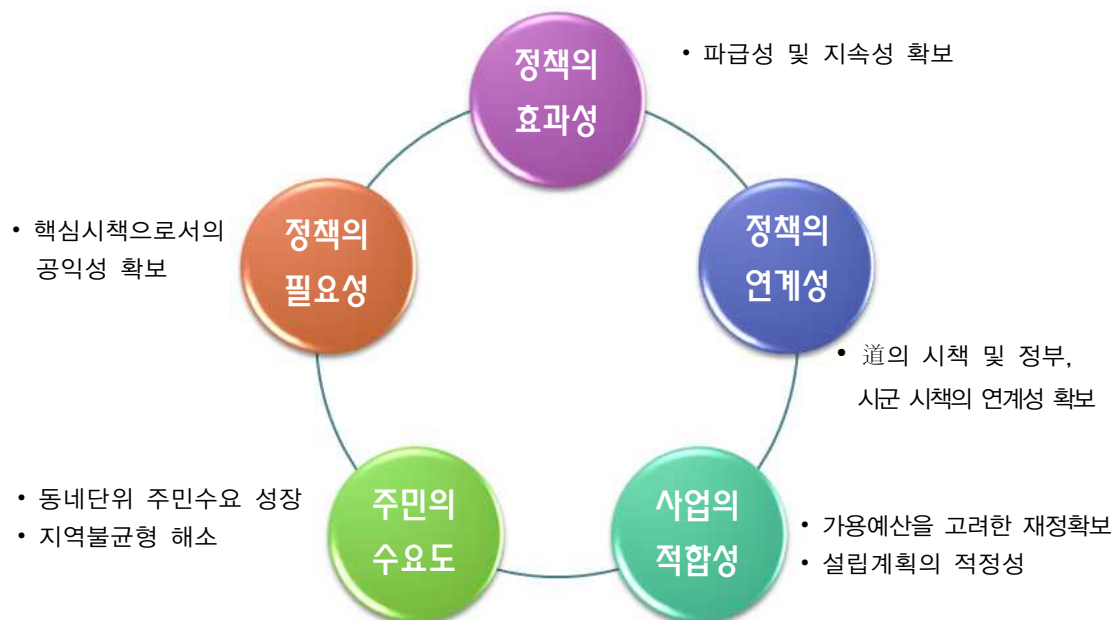 정책의
효과성
• 파급성 및 지속성 확보
정책의
연계성
• 道의 시책 및 정부,
시군 시책의 연계성 확보
사업의
적합성
• 가용예산을 고려한 재정확보
• 설립계획의 적정성
주민의
수요도
• 동네단위 주민수요 성장
• 지역불균형 해소
정책의
필요성
• 핵심시책으로서의
공익성 확보